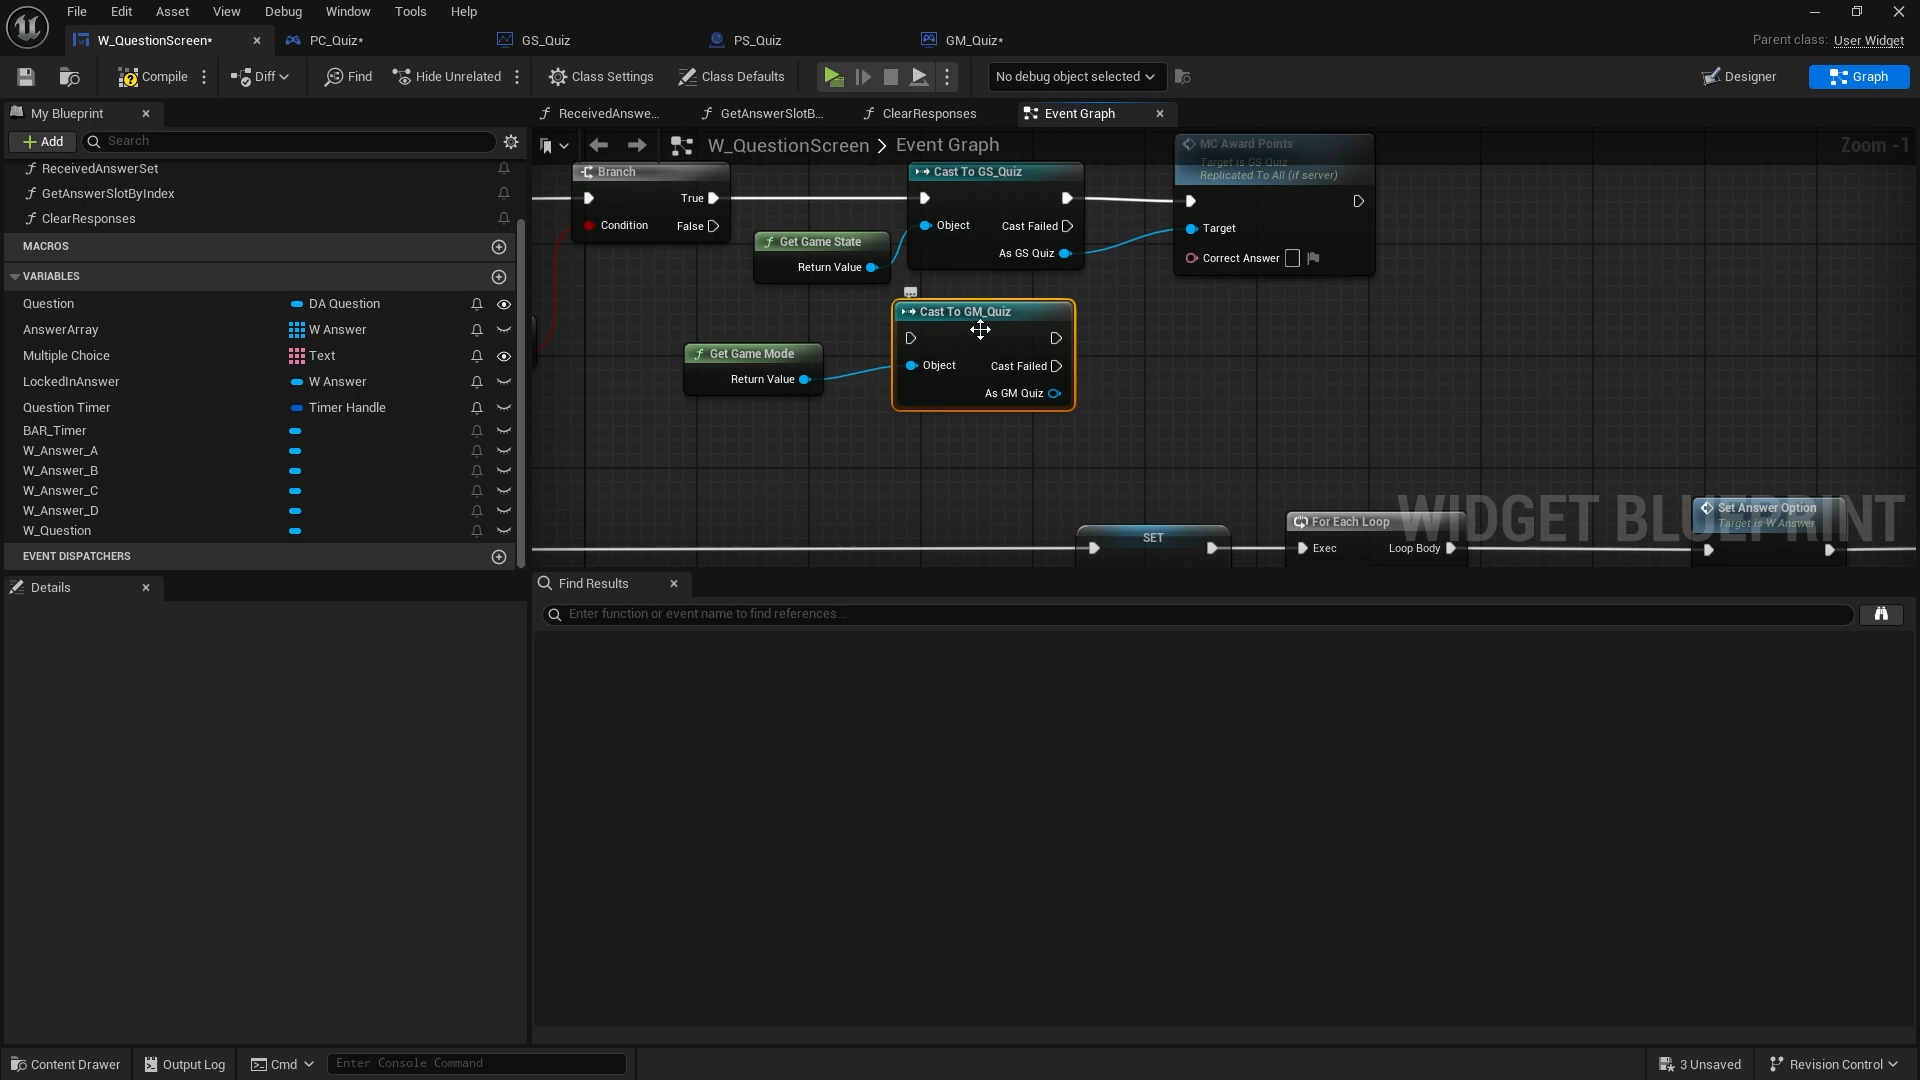 File Edit Asset View Debug Window Tools Help
W_QuestionScreen* PC_Quiz* GS_Quiz PS_Quiz GM_Quiz* Parent class: User Widget
Compile Diff Find Hide Unrelated Class Settings Class Defaults No debug object selected Designer Graph
My Blueprint ReceivedAnswe... GetAnswerSlotB... ClearResponses Event Graph
Add Search
W_QuestionScreen > Event Graph Zoom -1
ReceivedAnswerSet
GetAnswerSlotByIndex
ClearResponses
MACROS
VARIABLES
Question DA Question
AnswerArray W Answer
Multiple Choice Text
LockedInAnswer W Answer
Question Timer Timer Handle
BAR_Timer
W_Answer_A
W_Answer_B
W_Answer_C
W_Answer_D
W_Question
EVENT DISPATCHERS
Branch
True
Condition False
Get Game State
Return Value
Cast To GS_Quiz
Object Cast Failed
As GS Quiz
MC Award Points
Target is GS Quiz
Replicated To All (if server)
Target
Correct Answer
Get Game Mode
Return Value
Cast To GM_Quiz
Object Cast Failed
As GM Quiz
WIDGET BLUEPRINT
SET
For Each Loop
Exec Loop Body
Set Answer Option
Target is W Answer
Details
Find Results
Enter function or event name to find references...
Content Drawer Output Log Cmd Enter Console Command 3 Unsaved Revision Control